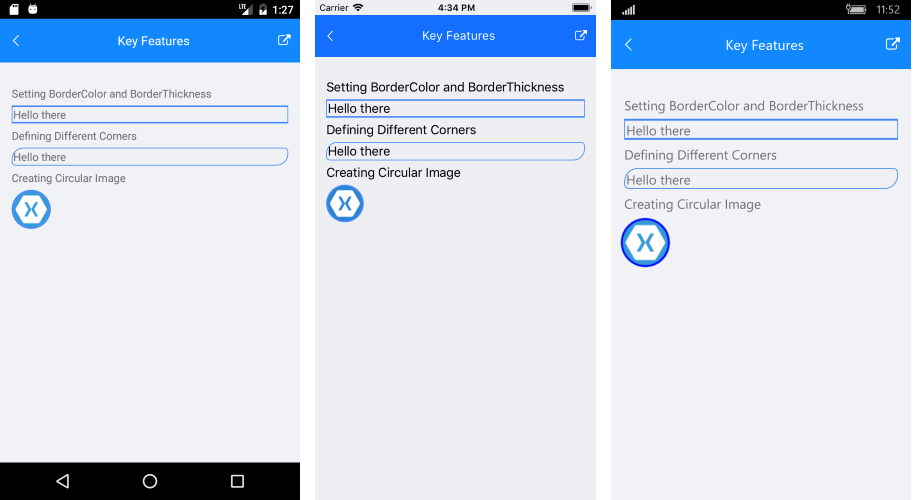 LTE 1:27
Key Features
Setting BorderColor and BorderThickness
Hello there
Defining Different Corners
Hello there
Creating Circular Image
Carrier 4:34 PM
Key Features
Setting BorderColor and BorderThickness
Hello there
Defining Different Corners
Hello there
Creating Circular Image
11:52
Key Features
Setting BorderColor and BorderThickness
Hello there
Defining Different Corners
Hello there
Creating Circular Image